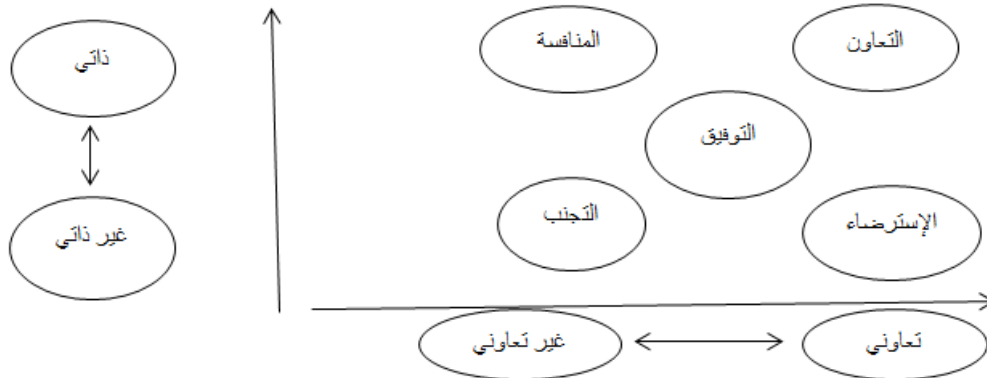 التعاون
المنافسة
ذاتي
التوفيق
الإسترضاء
التجنب
غير ذاتي
تعاوني
غير تعاوني